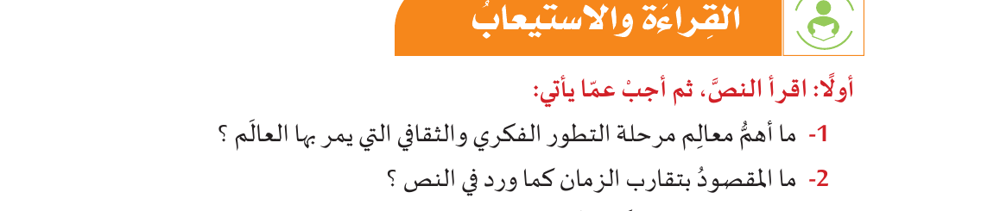 القِراءَة والاستيعابُ
أولًا: اقرأ النصَّ، ثم أجبْ عمّا يأتي:
1- ما أهمُّ معالِم مرحلة التطور الفكري والثقافي التي يمر بها العالَم ؟
2- ما المقصودُ بتقارب الزمان كما ورد في النص ؟